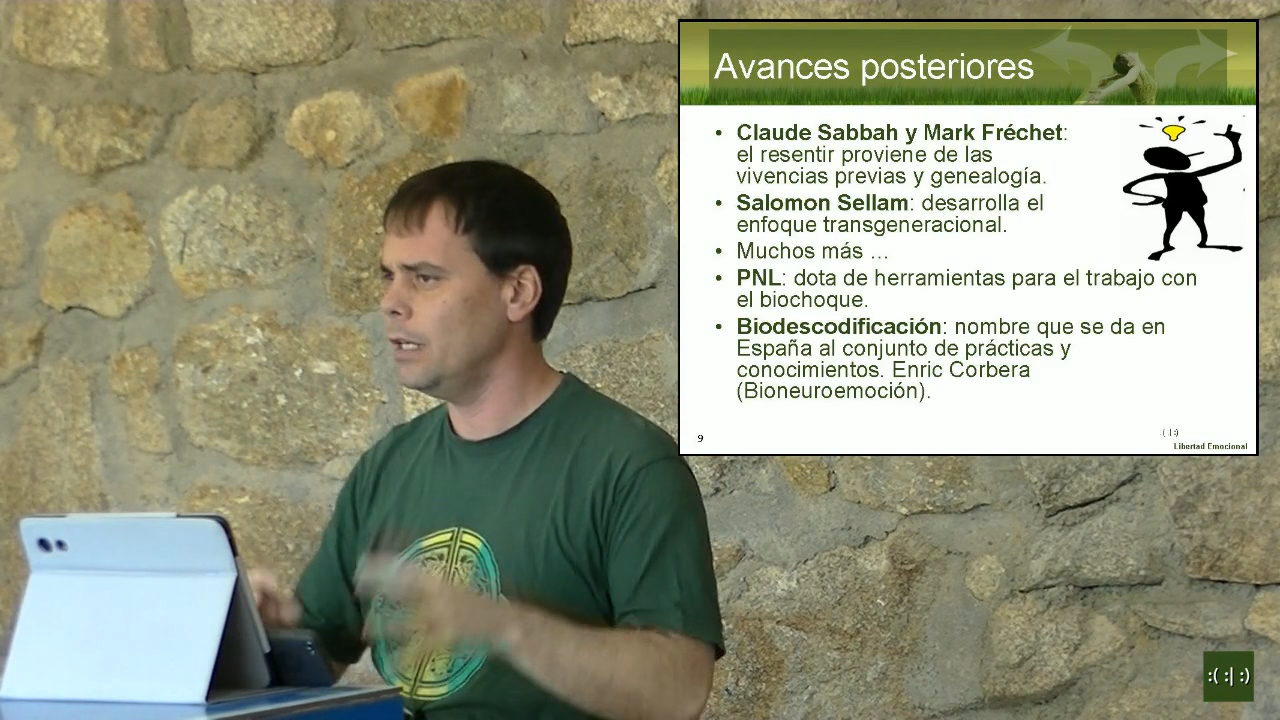 Avances posteriores
• Claude Sabbah y Mark Fréchet:
el resentir proviene de las
vivencias previas y genealogía.
• Salomon Sellam: desarrolla el
enfoque transgeneracional.
• Muchos más ...
• PNL: dota de herramientas para el trabajo con
el biochoque.
• Biodescodificación: nombre que se da en
España al conjunto de prácticas y
conocimientos. Enric Corbera
(Bioneuroemoción).
9
:( :| :)
Libertad Emocional
:( :| :)